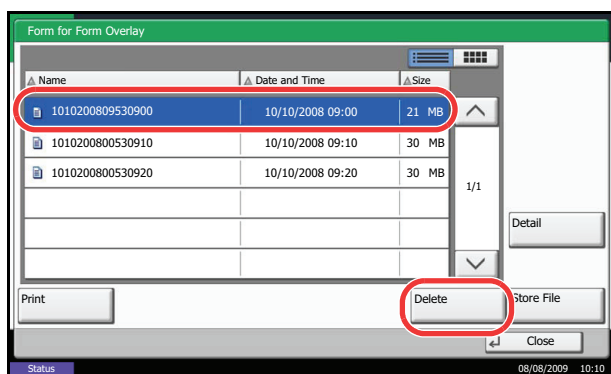 Form for Form Overlay
Name Date and Time Size
1010200809530900 10/10/2008 09:00 21 MB
1010200800530910 10/10/2008 09:10 30 MB
1010200800530920 10/10/2008 09:20 30 MB
1/1
Detail
Print Delete Store File
Close
Status 08/08/2009 10:10